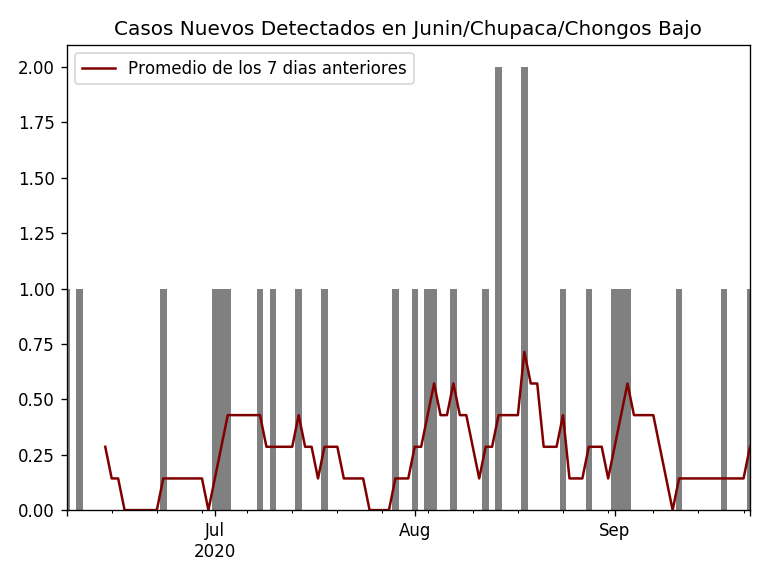 Casos Nuevos Detectados en Junin/Chupaca/Chongos Bajo
Promedio de los 7 dias anteriores
2.00
1.75
1.50
1.25
1.00
0.75
0.50
0.25
0.00
Jul
2020
Aug
Sep